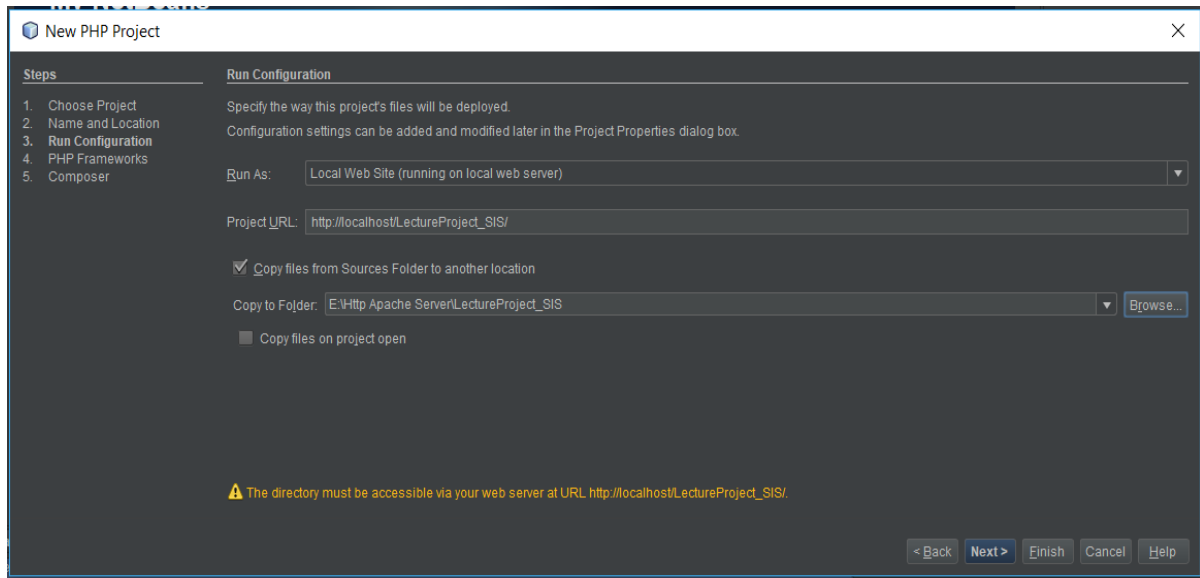 My NetBeans
New PHP Project
Steps
1. Choose Project
2. Name and Location
3. Run Configuration
4. PHP Frameworks
5. Composer
Run Configuration
Specify the way this project's files will be deployed.
Configuration settings can be added and modified later in the Project Properties dialog box.
Run As: Local Web Site (running on local web server)
Project URL: http://localhost/LectureProject_SIS/
Copy files from Sources Folder to another location
Copy to Folder: E:\Http Apache Server\LectureProject_SIS Browse...
Copy files on project open
The directory must be accessible via your web server at URL http://localhost/LectureProject_SIS/.
< Back Next > Finish Cancel Help